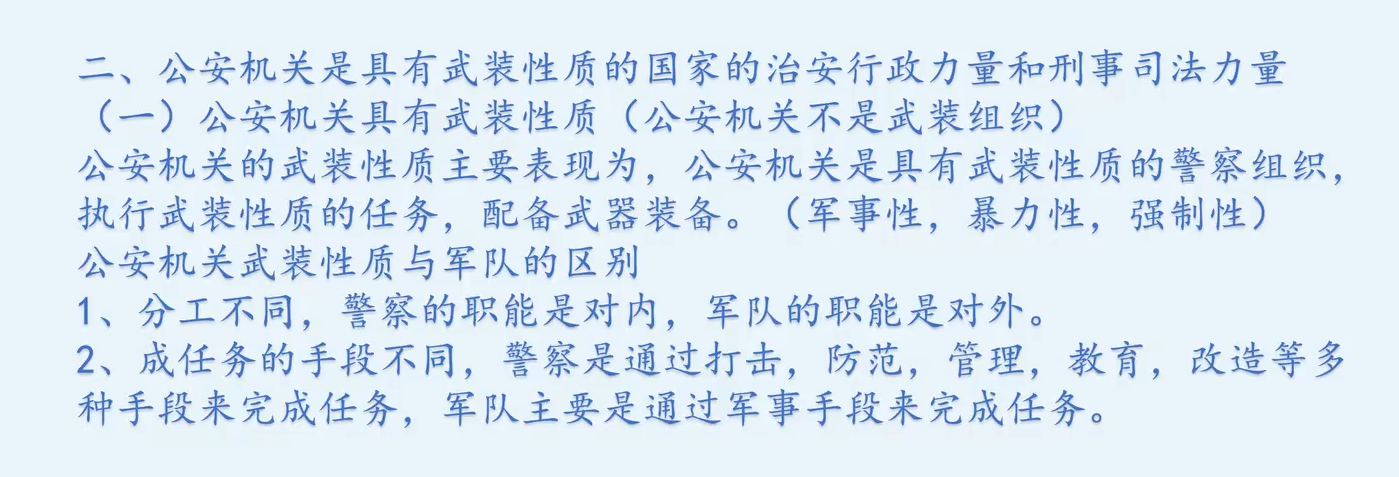 二、公安机关是具有武装性质的国家的治安行政力量和刑事司法力量
（一）公安机关具有武装性质（公安机关不是武装组织）
公安机关的武装性质主要表现为，公安机关是具有武装性质的警察组织，
执行武装性质的任务，配备武器装备。（军事性，暴力性，强制性）
公安机关武装性质与军队的区别
1、分工不同，警察的职能是对内，军队的职能是对外。
2、成任务的手段不同，警察是通过打击，防范，管理，教育，改造等多
种手段来完成任务，军队主要是通过军事手段来完成任务。